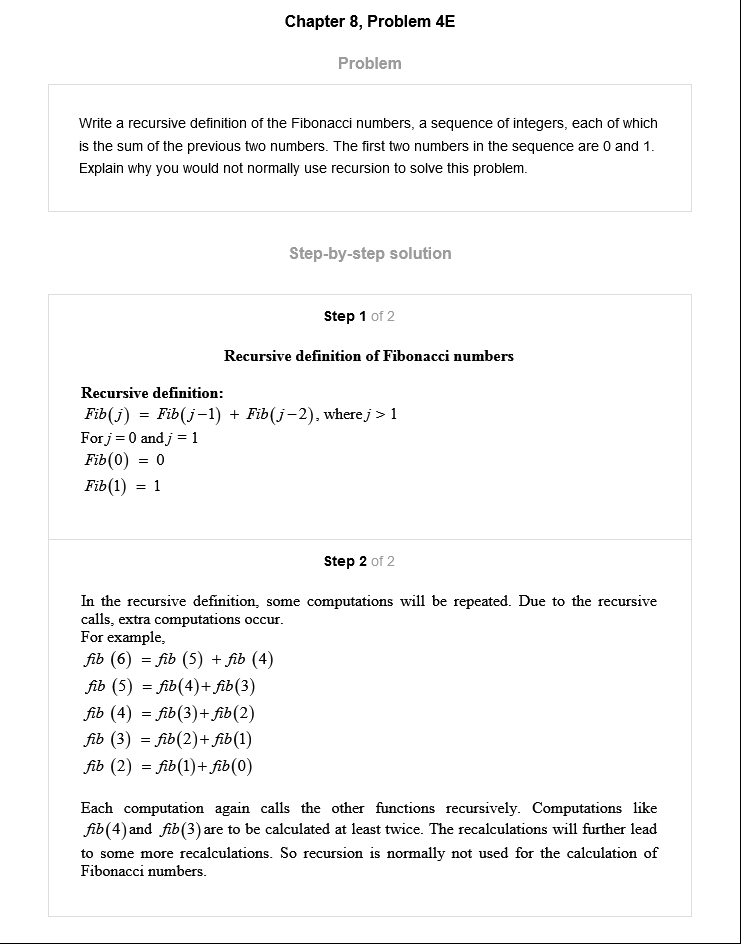 Chapter 8, Problem 4E
Problem
Write a recursive definition of the Fibonacci numbers, a sequence of integers, each of which
is the sum of the previous two numbers. The first two numbers in the sequence are 0 and 1.
Explain why you would not normally use recursion to solve this problem.
Step-by-step solution
Step 1 of 2
Recursive definition of Fibonacci numbers
Recursive definition:
Fib(j) = Fib(j−1) + Fib(j−2), where j > 1
For j = 0 and j = 1
Fib(0) = 0
Fib(1) = 1
Step 2 of 2
In the recursive definition, some computations will be repeated. Due to the recursive
calls, extra computations occur.
For example,
fib (6) = fib (5) + fib (4)
fib (5) = fib(4)+ fib(3)
fib (4) = fib(3)+ fib(2)
fib (3) = fib(2)+ fib(1)
fib (2) = fib(1)+ fib(0)
Each computation again calls the other functions recursively. Computations like
fib(4) and fib(3) are to be calculated at least twice. The recalculations will further lead
to some more recalculations. So recursion is normally not used for the calculation of
Fibonacci numbers.